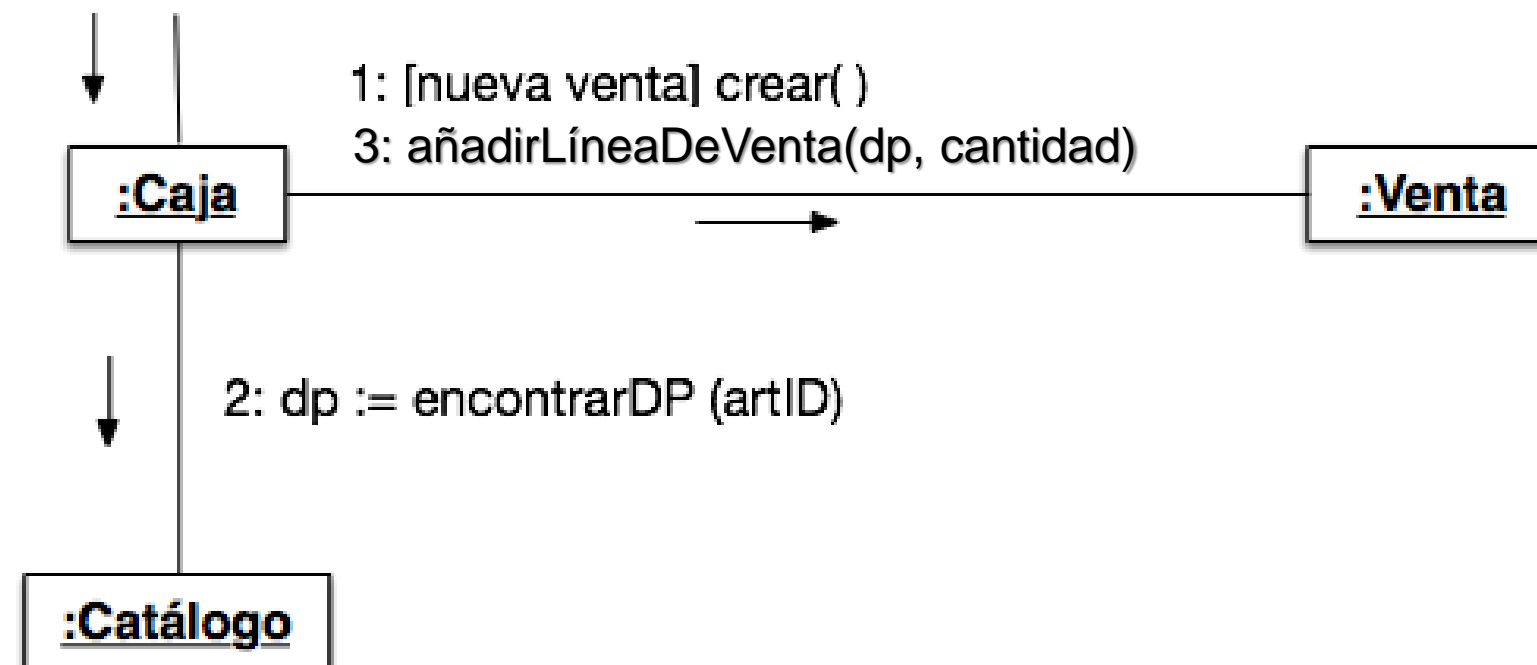 1: [nueva venta] crear( )
3: añadirLíneaDeVenta(dp, cantidad)
:Caja
:Venta
2: dp := encontrarDP (artID)
:Catálogo